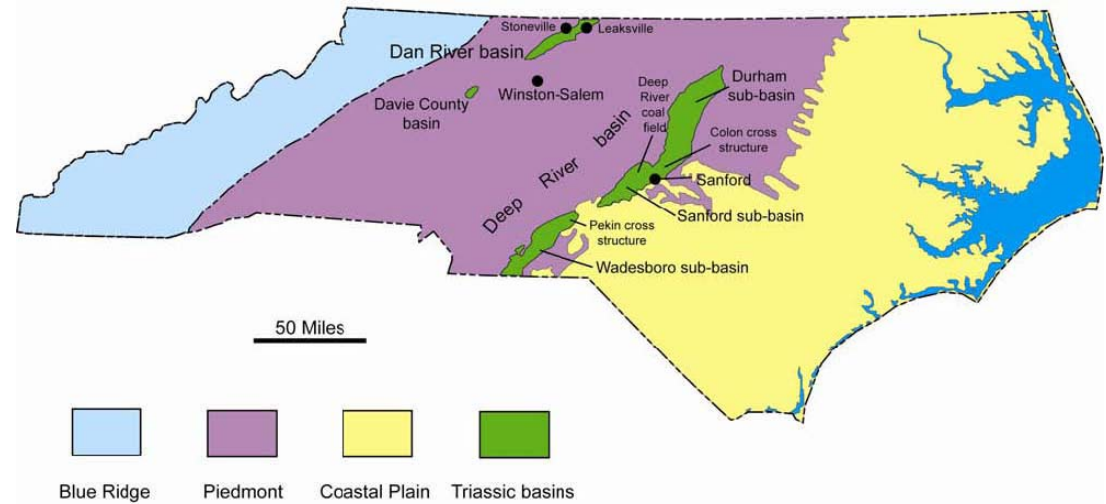 Stoneville
Leaksville
Dan River basin
Winston-Salem
Davie County
basin
Deep
River
coal
field
Durham
sub-basin
Colon cross
structure
Deep River basin
Sanford
Sanford sub-basin
Pekin cross
structure
Wadesboro sub-basin
50 Miles
Blue Ridge
Piedmont
Coastal Plain
Triassic basins